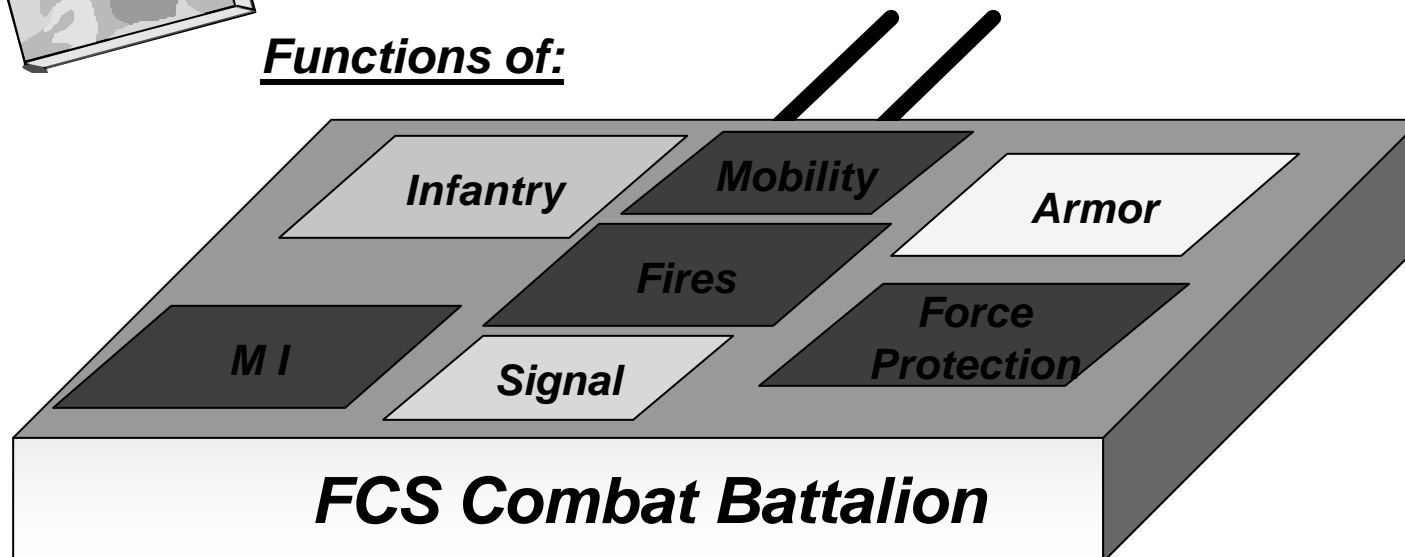 Functions of:
Infantry
Mobility
Armor
Fires
Force
Protection
M I
Signal
FCS Combat Battalion